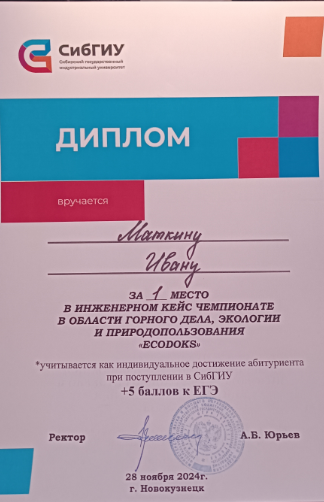 СибГИУ
Сибирский государственный
индустриальный университет
ДИПЛОМ
вручается
Маткину
Ивану
ЗА 1 МЕСТО
В ИНЖЕНЕРНОМ КЕЙС ЧЕМПИОНАТЕ
В ОБЛАСТИ ГОРНОГО ДЕЛА, ЭКОЛОГИИ
И ПРИРОДОПОЛЬЗОВАНИЯ
«ECODOKS»
*учитывается как индивидуальное достижение абитуриента
при поступлении в СибГИУ
+5 баллов к ЕГЭ
Ректор А.Б. Юрьев
28 ноября 2024г.
г. Новокузнецк